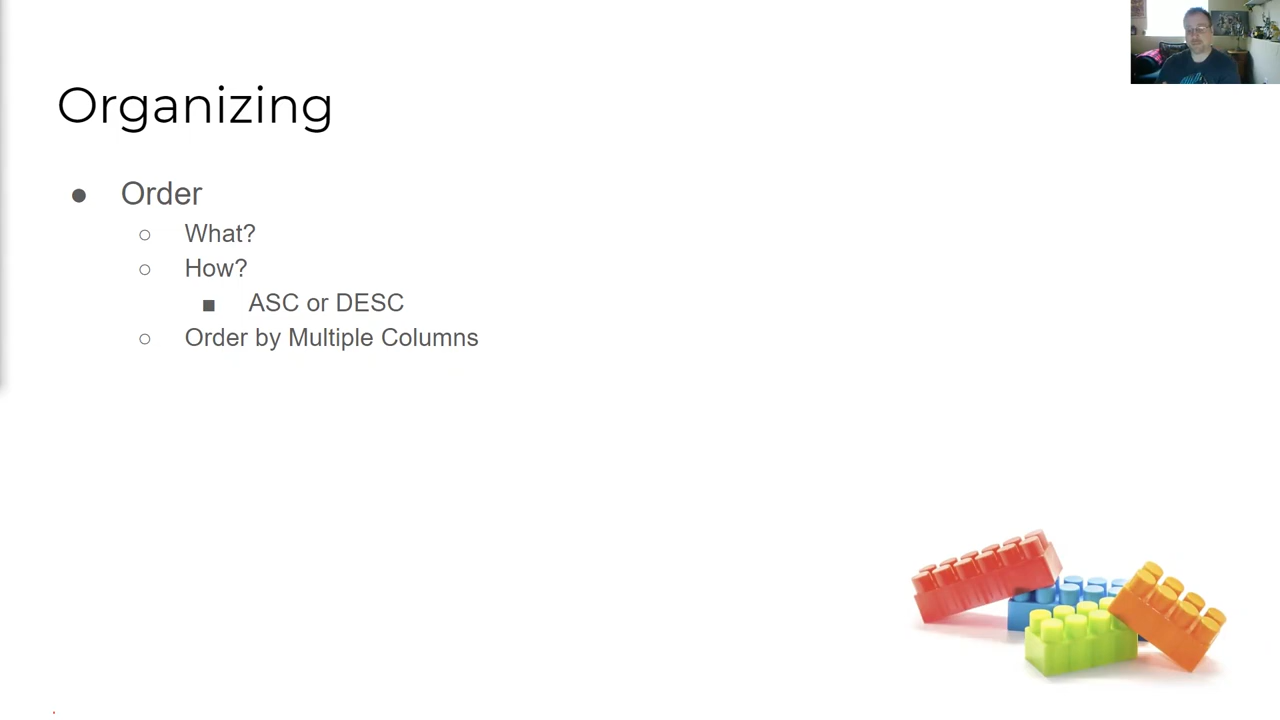 Organizing
● Order
○ What?
○ How?
■ ASC or DESC
○ Order by Multiple Columns